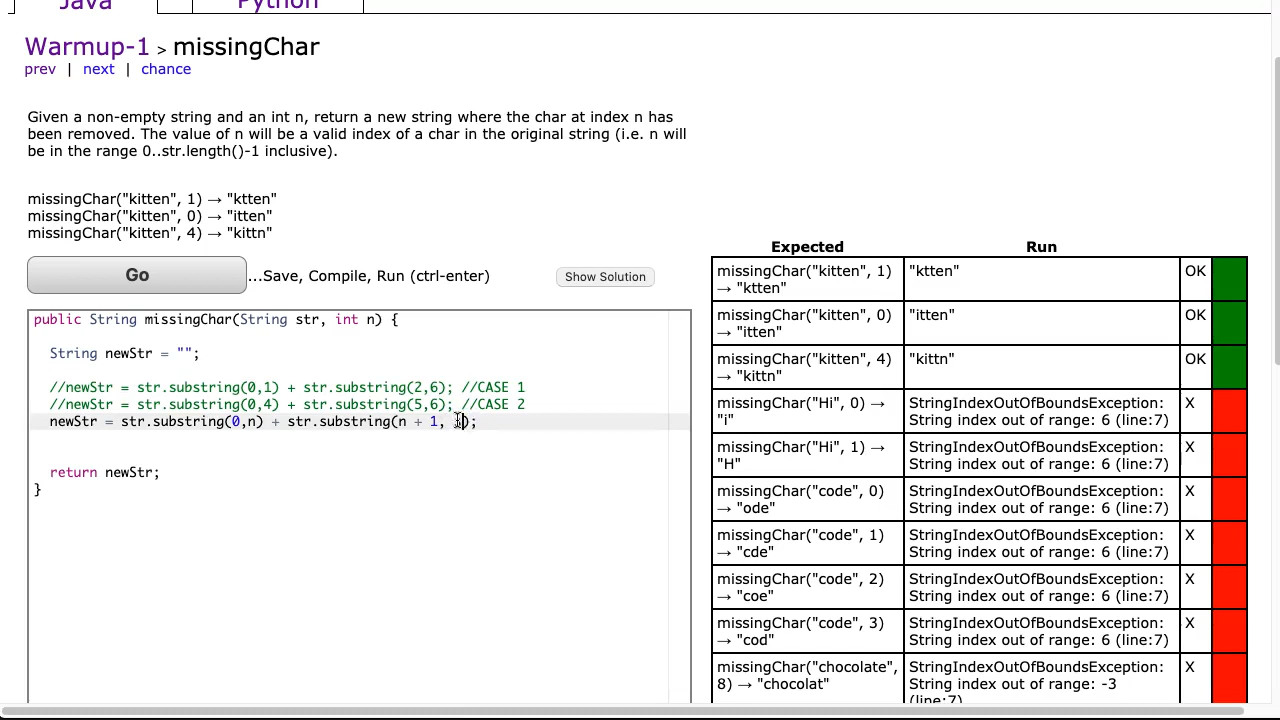 Java Python
Warmup-1 > missingChar
prev | next | chance
Given a non-empty string and an int n, return a new string where the char at index n has
been removed. The value of n will be a valid index of a char in the original string (i.e. n will
be in the range 0..str.length()-1 inclusive).
missingChar("kitten", 1) → "ktten"
missingChar("kitten", 0) → "itten"
missingChar("kitten", 4) → "kittn"
Go
...Save, Compile, Run (ctrl-enter)
Show Solution
public String missingChar(String str, int n) {
String newStr = "";
//newStr = str.substring(0,1) + str.substring(2,6); //CASE 1
//newStr = str.substring(0,4) + str.substring(5,6); //CASE 2
newStr = str.substring(0,n) + str.substring(n + 1, );
return newStr;
}
Expected Run
missingChar("kitten", 1) "ktten" OK
→ "ktten"
missingChar("kitten", 0) "itten" OK
→ "itten"
missingChar("kitten", 4) "kittn" OK
→ "kittn"
missingChar("Hi", 0) → StringIndexOutOfBoundsException: X
"i" String index out of range: 6 (line:7)
missingChar("Hi", 1) → StringIndexOutOfBoundsException: X
"H" String index out of range: 6 (line:7)
missingChar("code", 0) StringIndexOutOfBoundsException: X
→ "ode" String index out of range: 6 (line:7)
missingChar("code", 1) StringIndexOutOfBoundsException: X
→ "cde" String index out of range: 6 (line:7)
missingChar("code", 2) StringIndexOutOfBoundsException: X
→ "coe" String index out of range: 6 (line:7)
missingChar("code", 3) StringIndexOutOfBoundsException: X
→ "cod" String index out of range: 6 (line:7)
missingChar("chocolate", StringIndexOutOfBoundsException: X
8) → "chocolat" String index out of range: -3
(line:7)